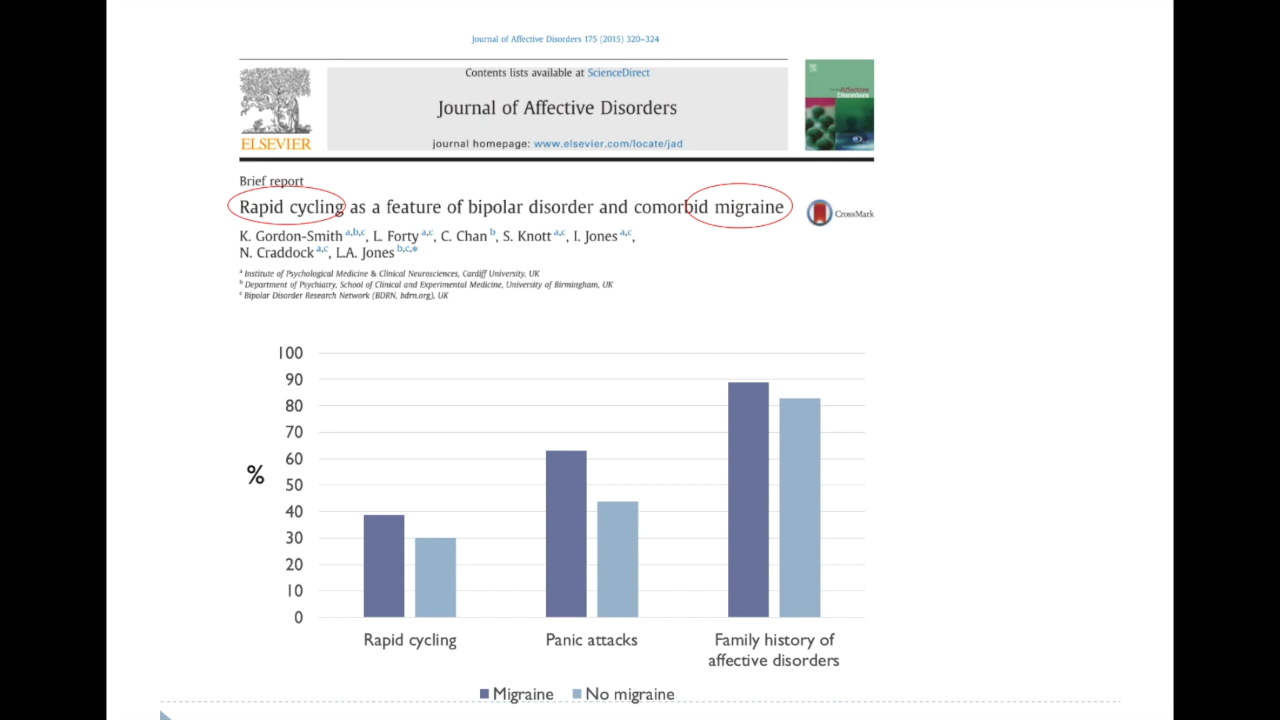 Journal of Affective Disorders 175 (2015) 320–324
Contents lists available at ScienceDirect
Journal of Affective Disorders
journal homepage: www.elsevier.com/locate/jad
ELSEVIER
Affective
Disorders
Brief report
Rapid cycling as a feature of bipolar disorder and comorbid migraine
CrossMark
K. Gordon-Smith a,b,c, L. Forty a,c, C. Chan b, S. Knott a,c, I. Jones a,c,
N. Craddock a,c, L.A. Jones b,c,*
a Institute of Psychological Medicine & Clinical Neurosciences, Cardiff University, UK
b Department of Psychiatry, School of Clinical and Experimental Medicine, University of Birmingham, UK
c Bipolar Disorder Research Network (BDRN, bdrn.org), UK
100
90
80
70
60
%
50
40
30
20
10
0
Rapid cycling
Panic attacks
Family history of
affective disorders
Migraine
No migraine